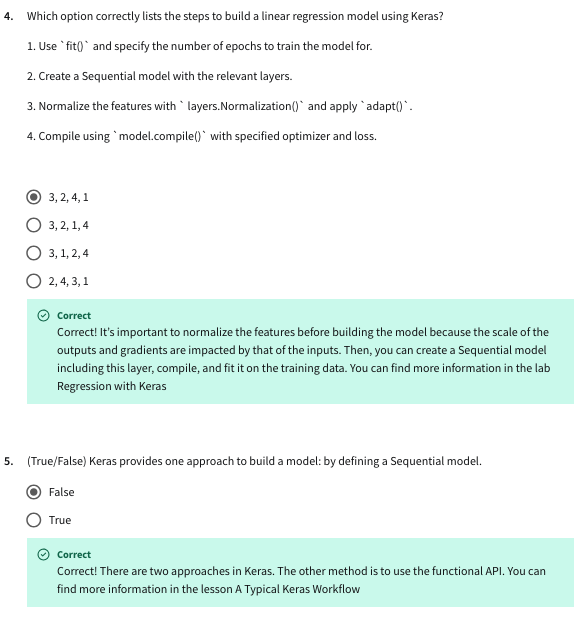 4. Which option correctly lists the steps to build a linear regression model using Keras?
1. Use `fit()` and specify the number of epochs to train the model for.
2. Create a Sequential model with the relevant layers.
3. Normalize the features with ` layers.Normalization()` and apply `adapt()`.
4. Compile using `model.compile()` with specified optimizer and loss.
3, 2, 4, 1
3, 2, 1, 4
3, 1, 2, 4
2, 4, 3, 1
Correct
Correct! It's important to normalize the features before building the model because the scale of the
outputs and gradients are impacted by that of the inputs. Then, you can create a Sequential model
including this layer, compile, and fit it on the training data. You can find more information in the lab
Regression with Keras
5. (True/False) Keras provides one approach to build a model: by defining a Sequential model.
False
True
Correct
Correct! There are two approaches in Keras. The other method is to use the functional API. You can
find more information in the lesson A Typical Keras Workflow